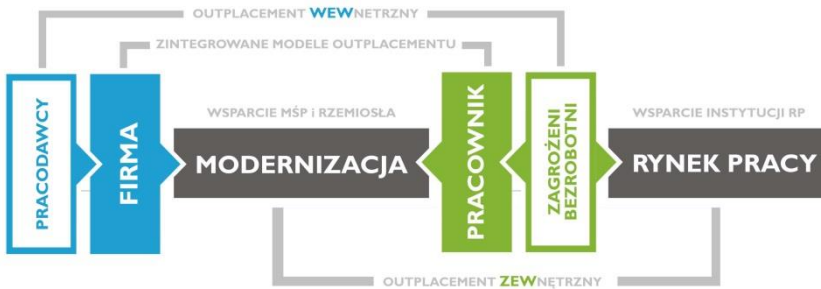 OUTPLACEMENT WEWNETRZNY
ZINTEGROWANE MODELE OUTPLACEMENTU
PRACODAWCY
FIRMA
WSPARCIE MŚP i RZEMIOSŁA
MODERNIZACJA
PRACOWNIK
ZAGROŻENI
BEZROBOTNI
WSPARCIE INSTYTUCJI RP
RYNEK PRACY
OUTPLACEMENT ZEWNĘTRZNY